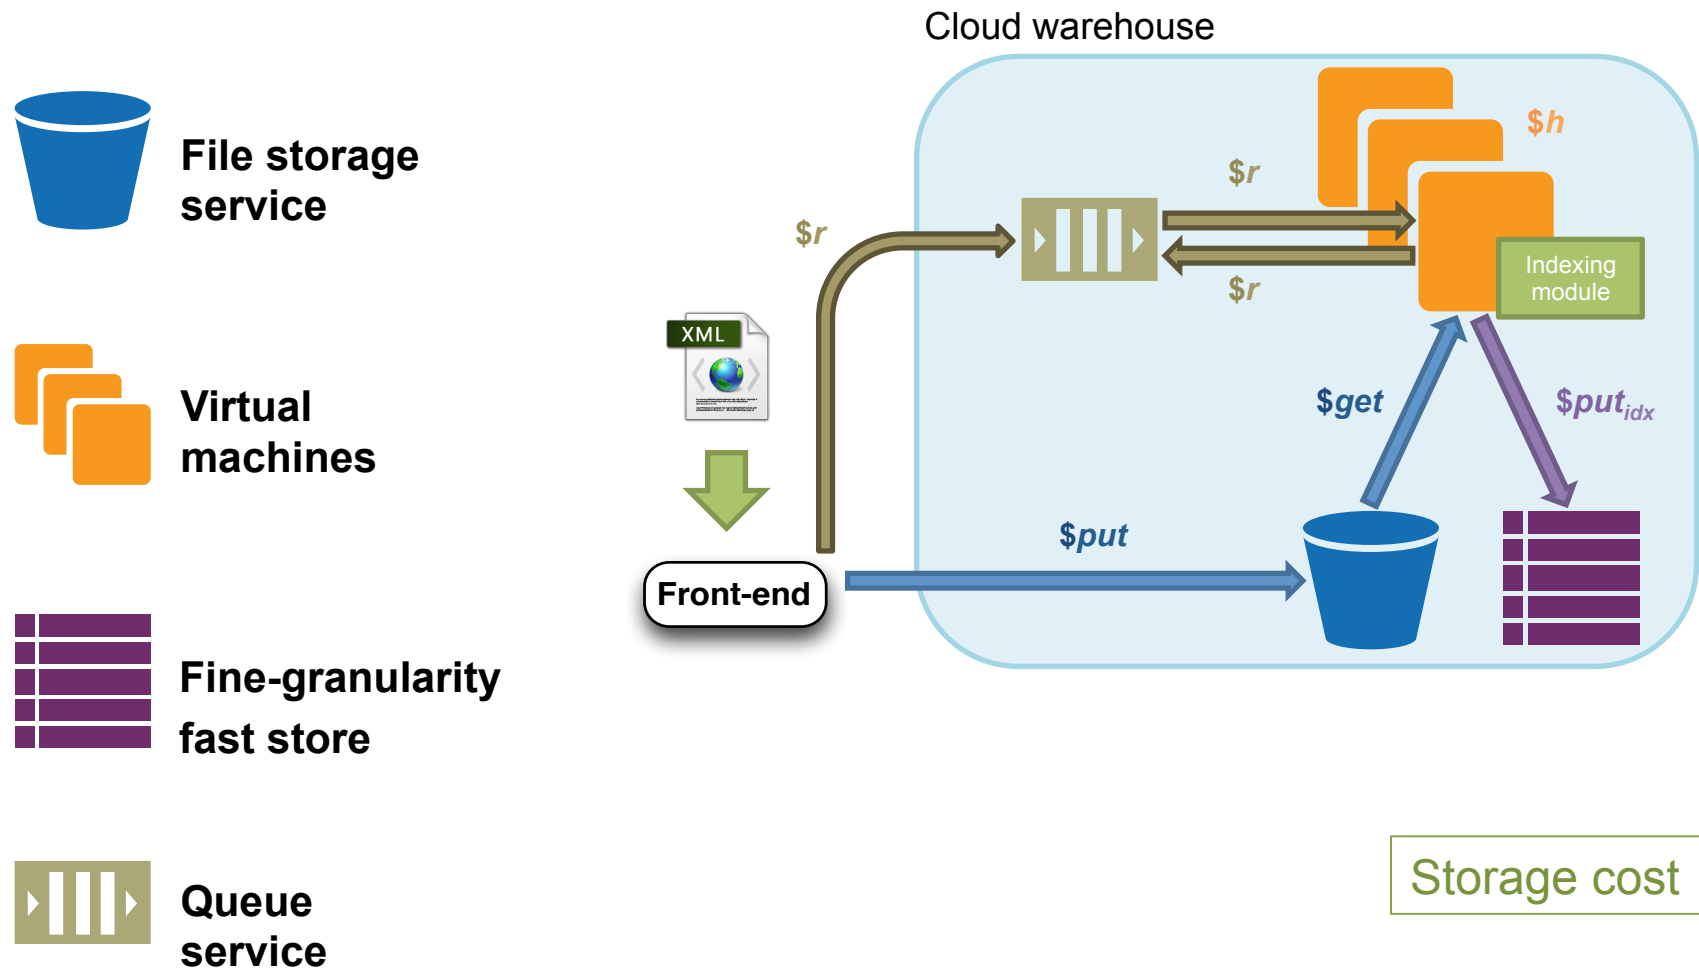 Cloud warehouse
File storage
service
$h
$r
$r
$r
Indexing
module
XML
Virtual
machines
$get
$put_idx
$put
Front-end
Fine-granularity
fast store
Storage cost
Queue
service